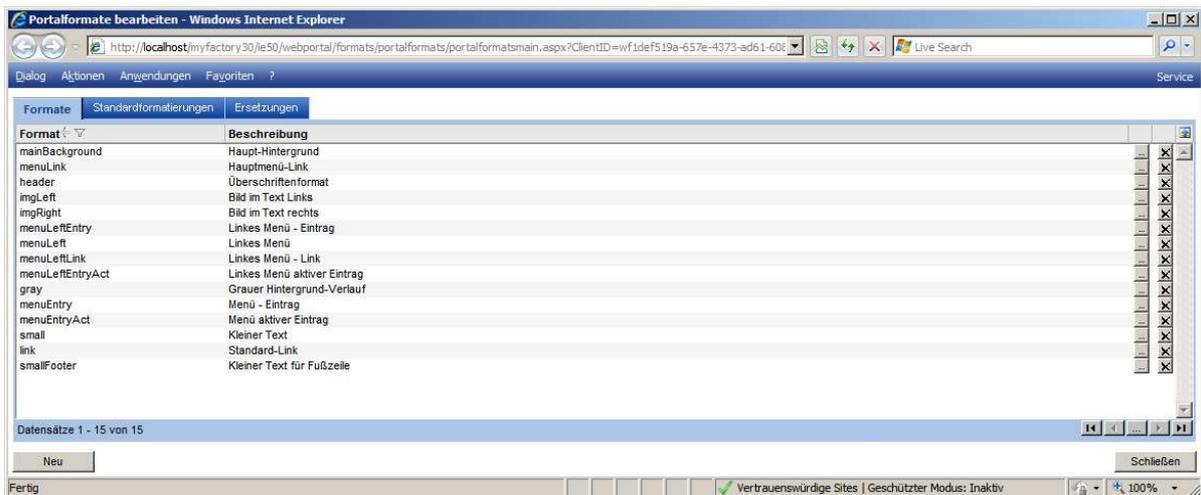 Portalformate bearbeiten - Windows Internet Explorer
http://localhost/myfactory30/ie50/webportal/formats/portalformats/portalformatsmain.aspx?ClientID=wf1def519a-657e-4373-ad61-608
Live Search
Dialog Aktionen Anwendungen Favoriten ? Service
Formate Standardformatierungen Ersetzungen
Format Beschreibung
mainBackground Haupt-Hintergrund
menuLink Hauptmenü-Link
header Überschriftenformat
imgLeft Bild im Text Links
imgRight Bild im Text rechts
menuLeftEntry Linkes Menü - Eintrag
menuLeft Linkes Menü
menuLeftLink Linkes Menü - Link
menuLeftEntryAct Linkes Menü aktiver Eintrag
gray Grauer Hintergrund-Verlauf
menuEntry Menü - Eintrag
menuEntryAct Menü aktiver Eintrag
small Kleiner Text
link Standard-Link
smallFooter Kleiner Text für Fußzeile
Datensätze 1 - 15 von 15 ...
Neu Schließen
Fertig Vertrauenswürdige Sites | Geschützter Modus: Inaktiv 100%